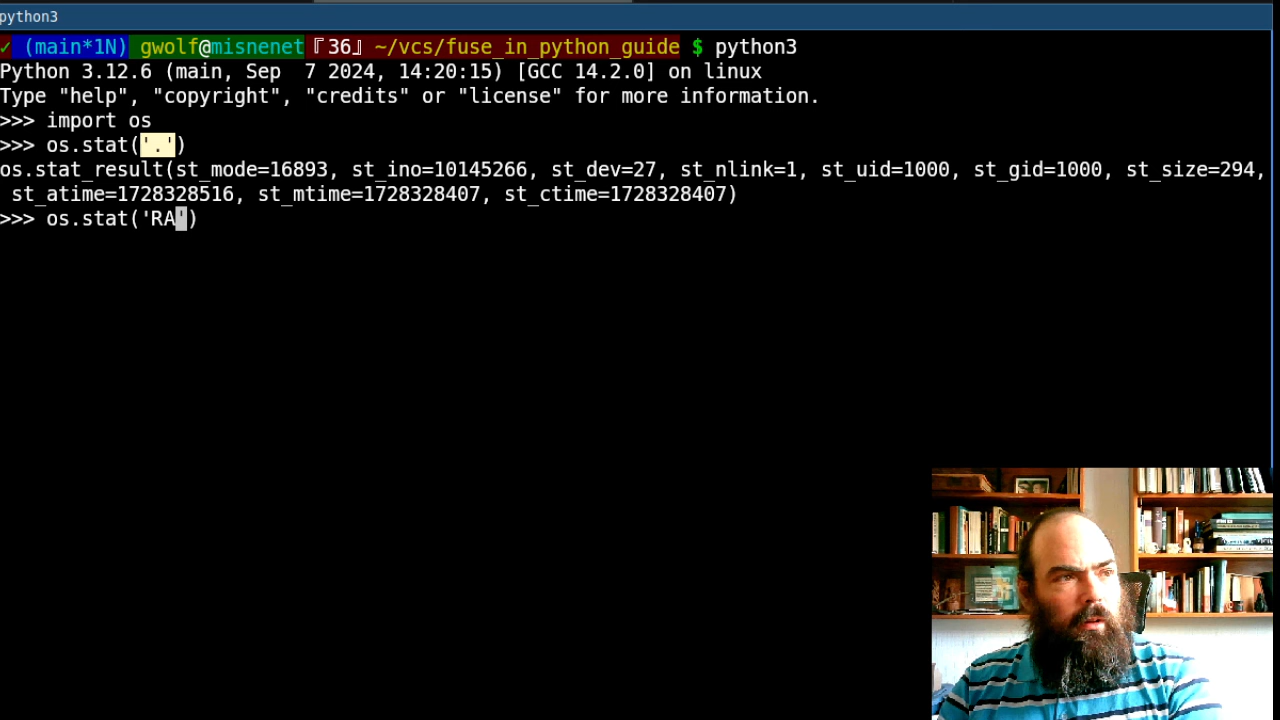 python3
✓ (main*1N) gwolf@misnenet『36』~/vcs/fuse_in_python_guide $ python3
Python 3.12.6 (main, Sep  7 2024, 14:20:15) [GCC 14.2.0] on linux
Type "help", "copyright", "credits" or "license" for more information.
>>> import os
>>> os.stat('.')
os.stat_result(st_mode=16893, st_ino=10145266, st_dev=27, st_nlink=1, st_uid=1000, st_gid=1000, st_size=294,
st_atime=1728328516, st_mtime=1728328407, st_ctime=1728328407)
>>> os.stat('RA')